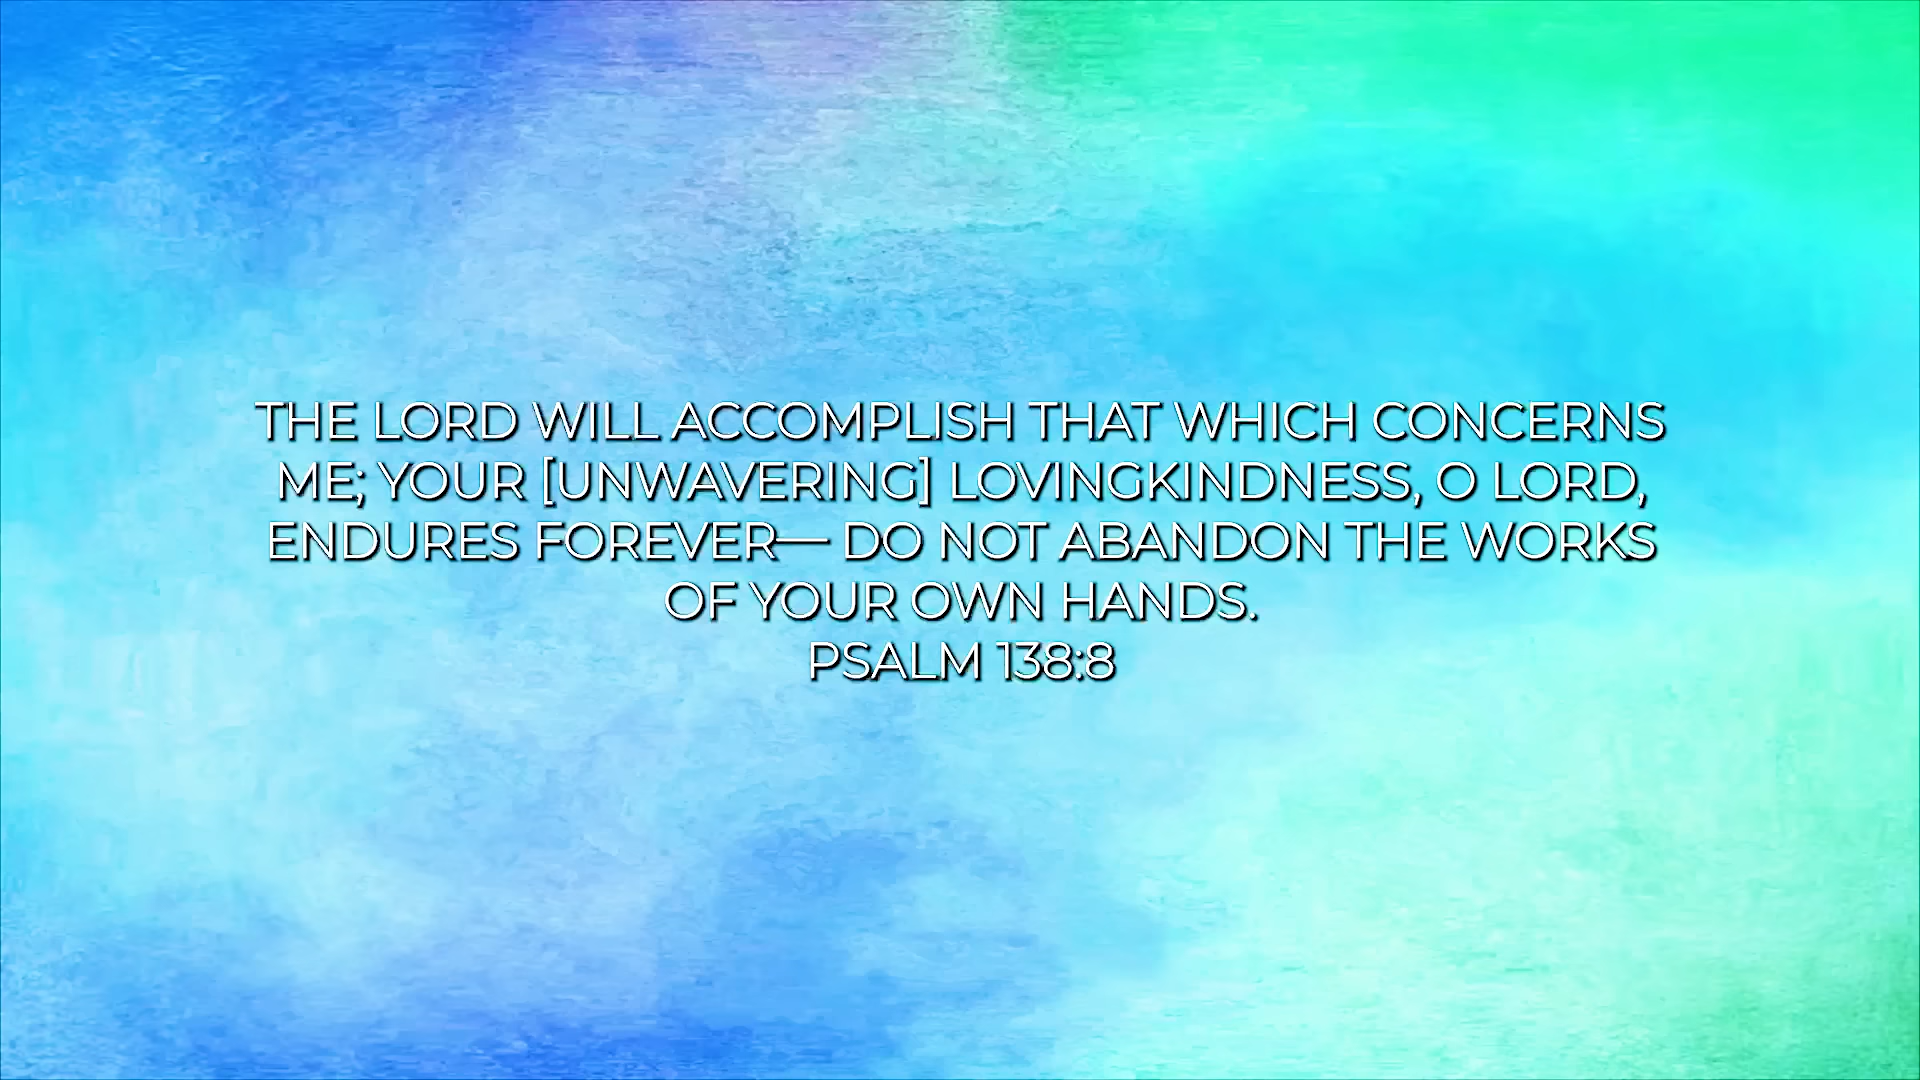 THE LORD WILL ACCOMPLISH THAT WHICH CONCERNS
ME; YOUR [UNWAVERING] LOVINGKINDNESS, O LORD,
ENDURES FOREVER— DO NOT ABANDON THE WORKS
OF YOUR OWN HANDS.
PSALM 138:8